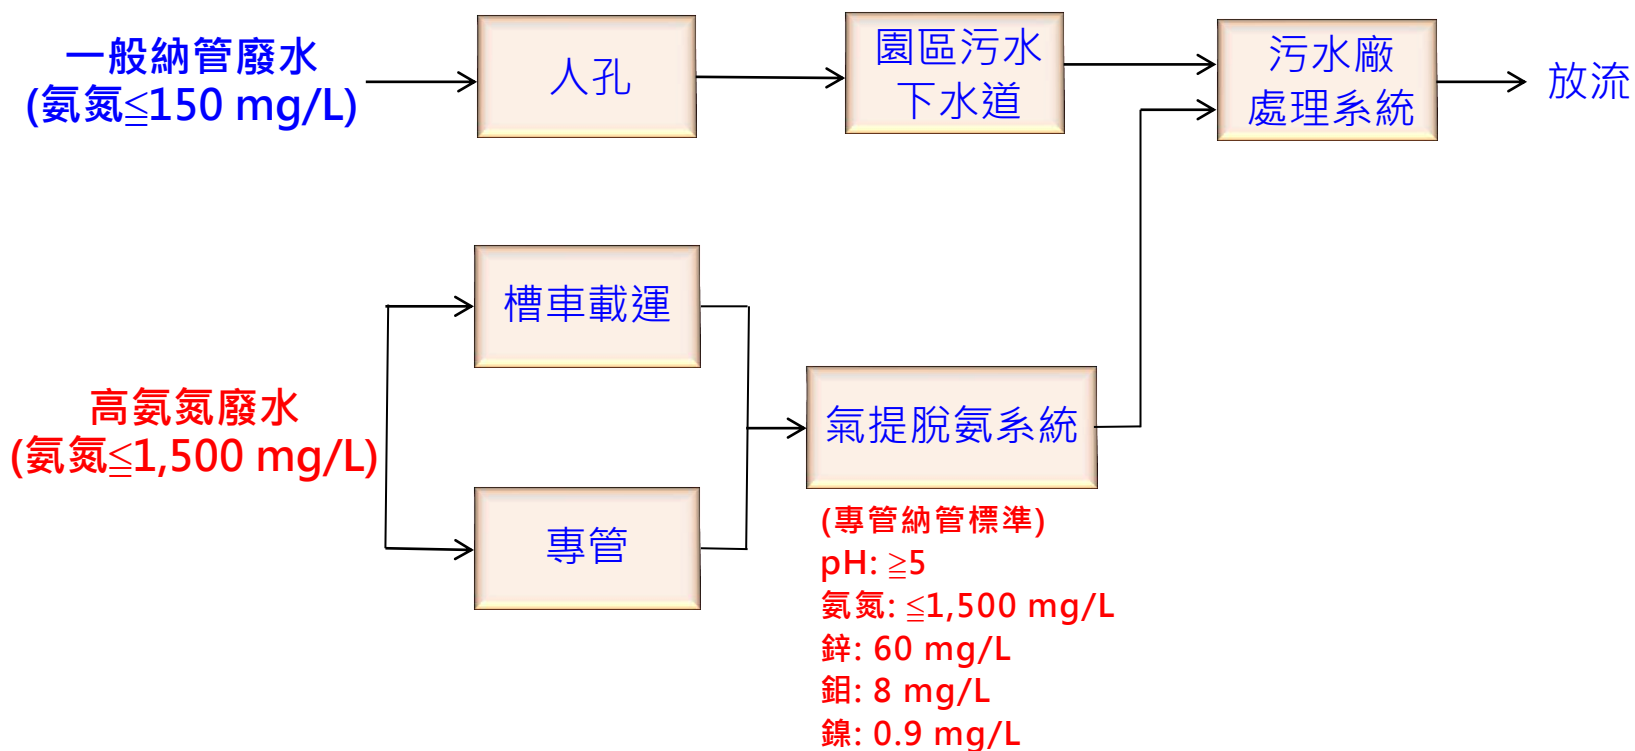 一般納管廢水
(氨氮≦150 mg/L)
人孔
園區污水
下水道
污水廠
處理系統
放流
槽車載運
高氨氮廢水
(氨氮≦1,500 mg/L)
專管
氣提脫氨系統
(專管納管標準)
pH: ≧5
氨氮: ≦1,500 mg/L
鋅: 60 mg/L
鉬: 8 mg/L
鎳: 0.9 mg/L